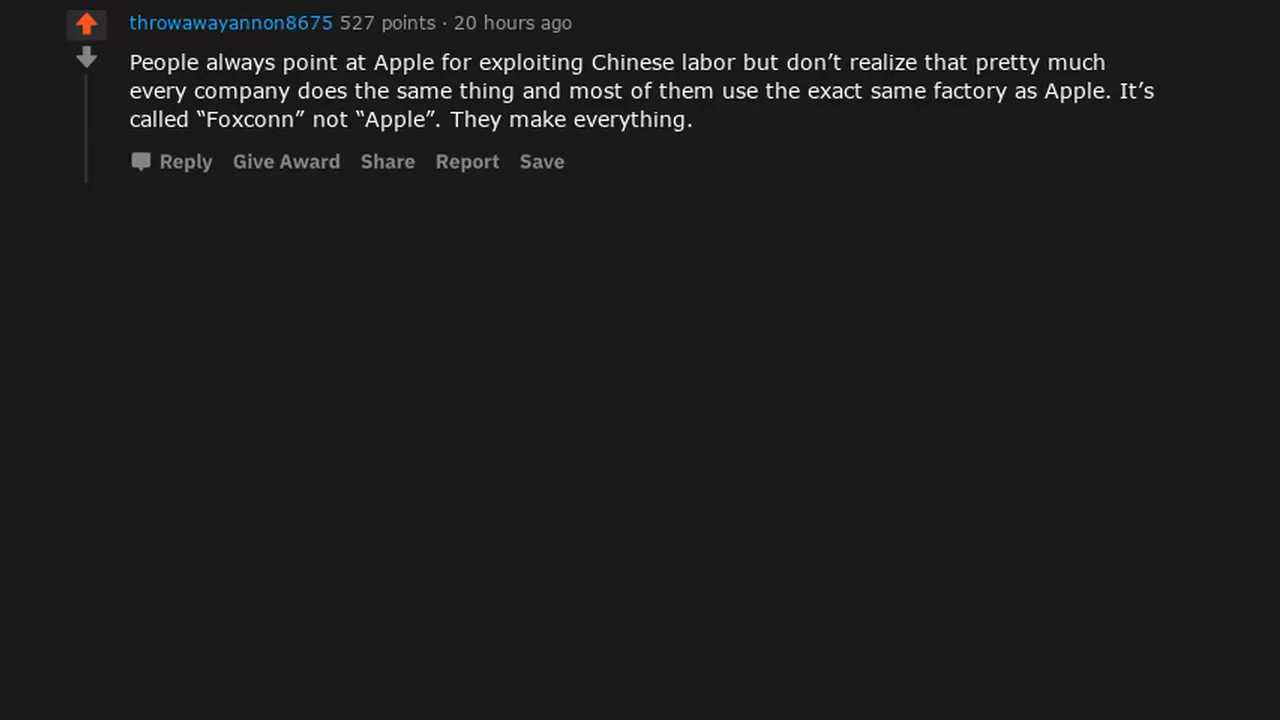 throwawayannon8675 527 points · 20 hours ago
People always point at Apple for exploiting Chinese labor but don’t realize that pretty much
every company does the same thing and most of them use the exact same factory as Apple. It’s
called “Foxconn” not “Apple”. They make everything.
Reply Give Award Share Report Save